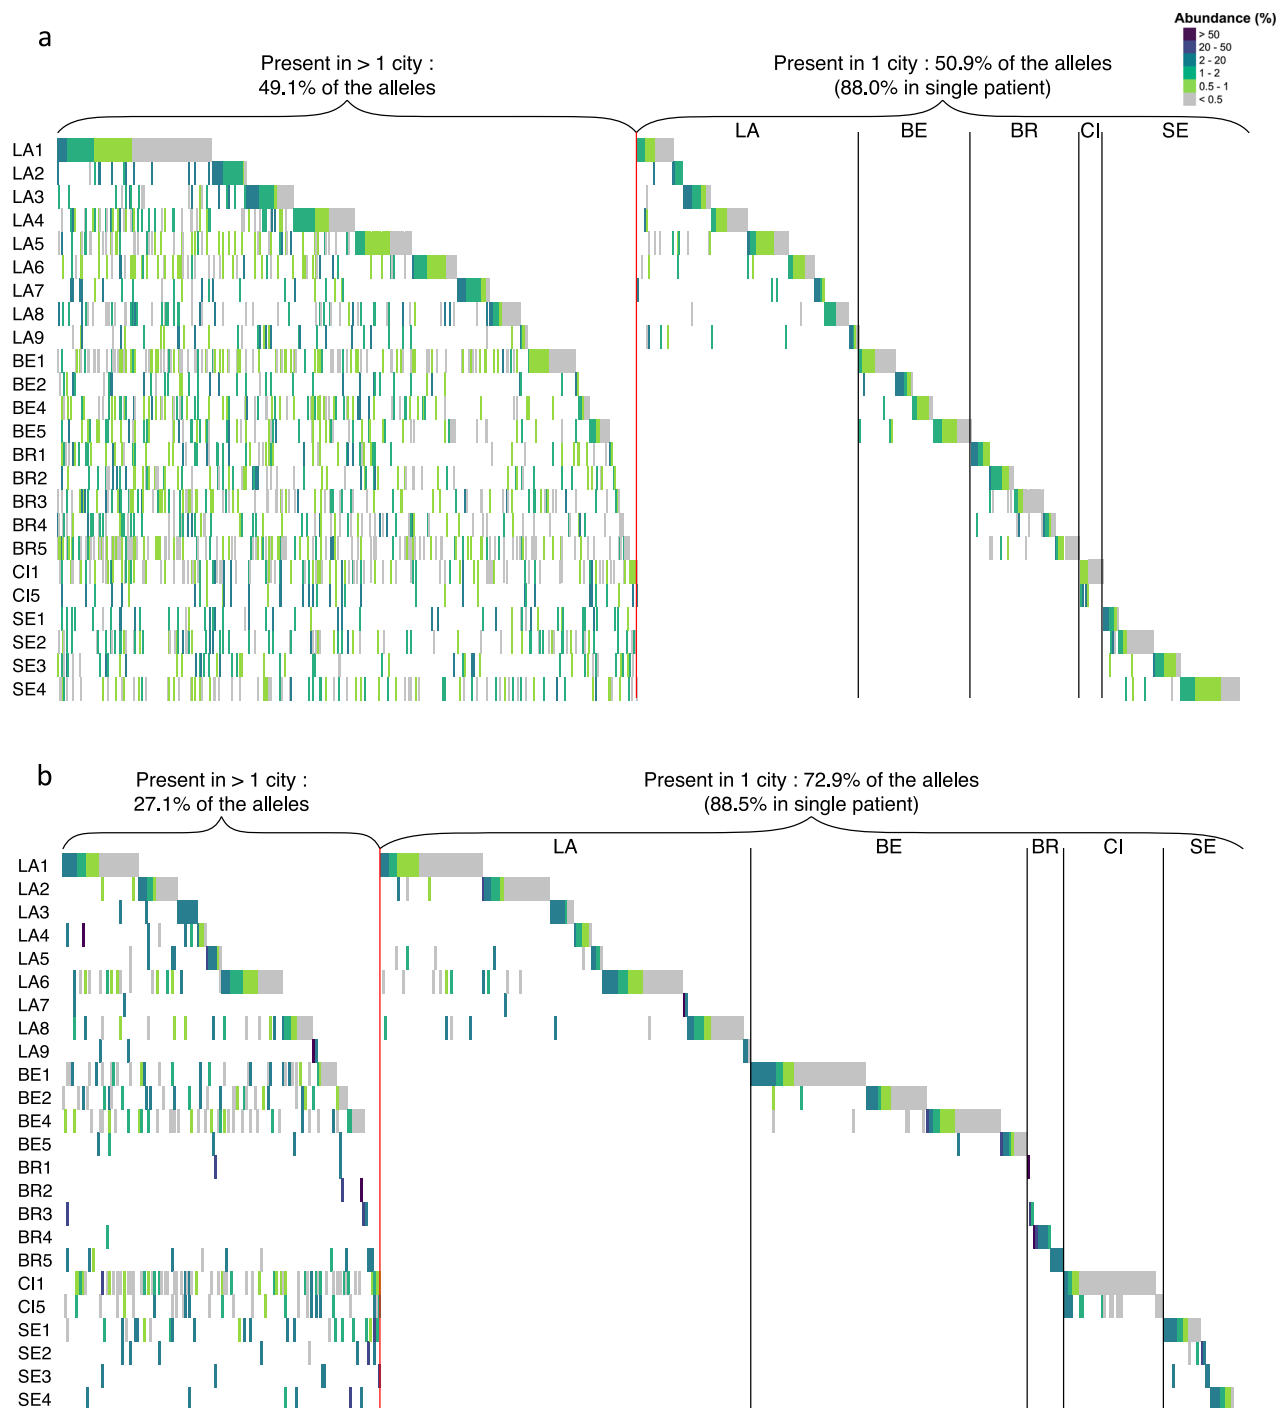 a
Abundance (%)
> 50
20 - 50
2 - 20
1 - 2
0.5 - 1
< 0.5
Present in > 1 city :
49.1% of the alleles
Present in 1 city : 50.9% of the alleles
(88.0% in single patient)
LA BE BR CI SE
LA1
LA2
LA3
LA4
LA5
LA6
LA7
LA8
LA9
BE1
BE2
BE4
BE5
BR1
BR2
BR3
BR4
BR5
CI1
CI5
SE1
SE2
SE3
SE4
b
Present in > 1 city :
27.1% of the alleles
Present in 1 city : 72.9% of the alleles
(88.5% in single patient)
LA BE BR CI SE
LA1
LA2
LA3
LA4
LA5
LA6
LA7
LA8
LA9
BE1
BE2
BE4
BE5
BR1
BR2
BR3
BR4
BR5
CI1
CI5
SE1
SE2
SE3
SE4